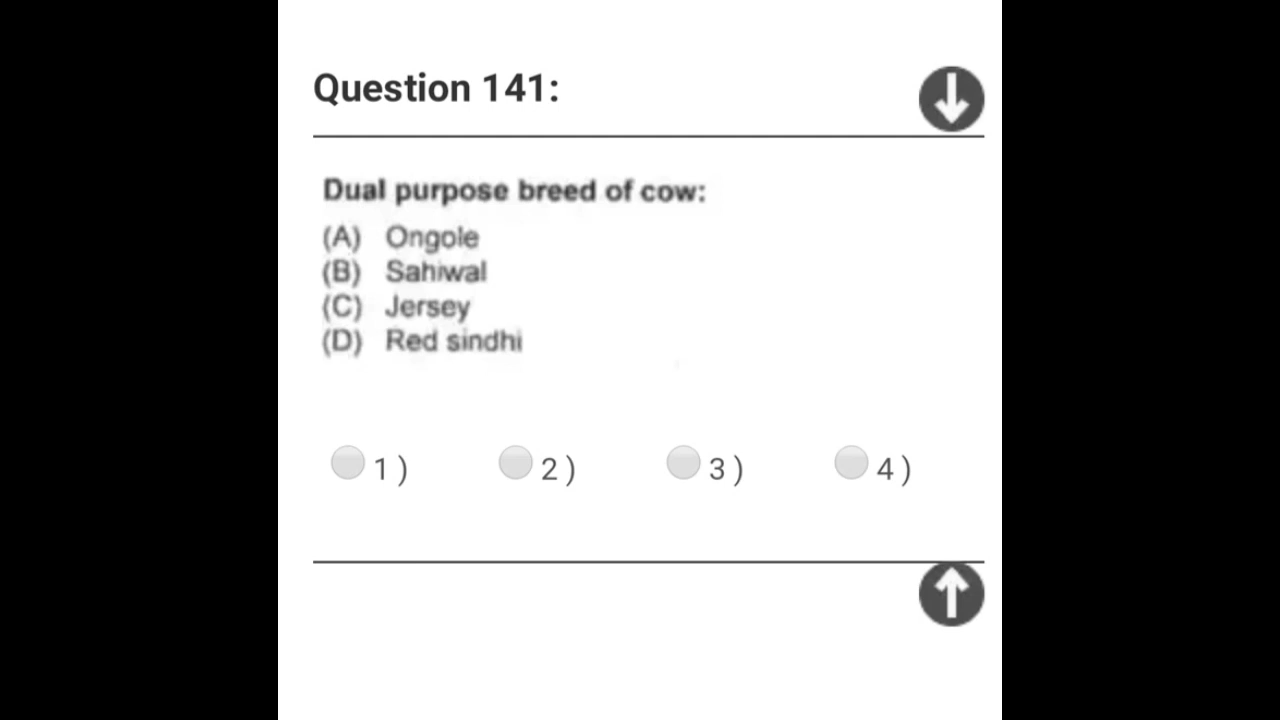 Question 141:
Dual purpose breed of cow:
(A) Ongole
(B) Sahiwal
(C) Jersey
(D) Red sindhi
1 ) 2 ) 3 ) 4 )